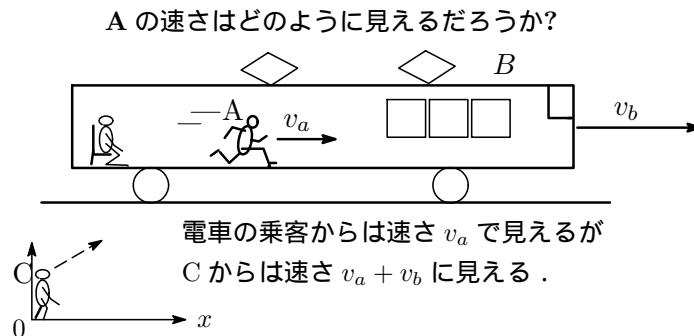 A の速さはどのように見えるだろうか?
B
A
v_a
v_b
電車の乗客からは速さ v_a で見えるが
C からは速さ v_a + v_b に見える．
C
0
x